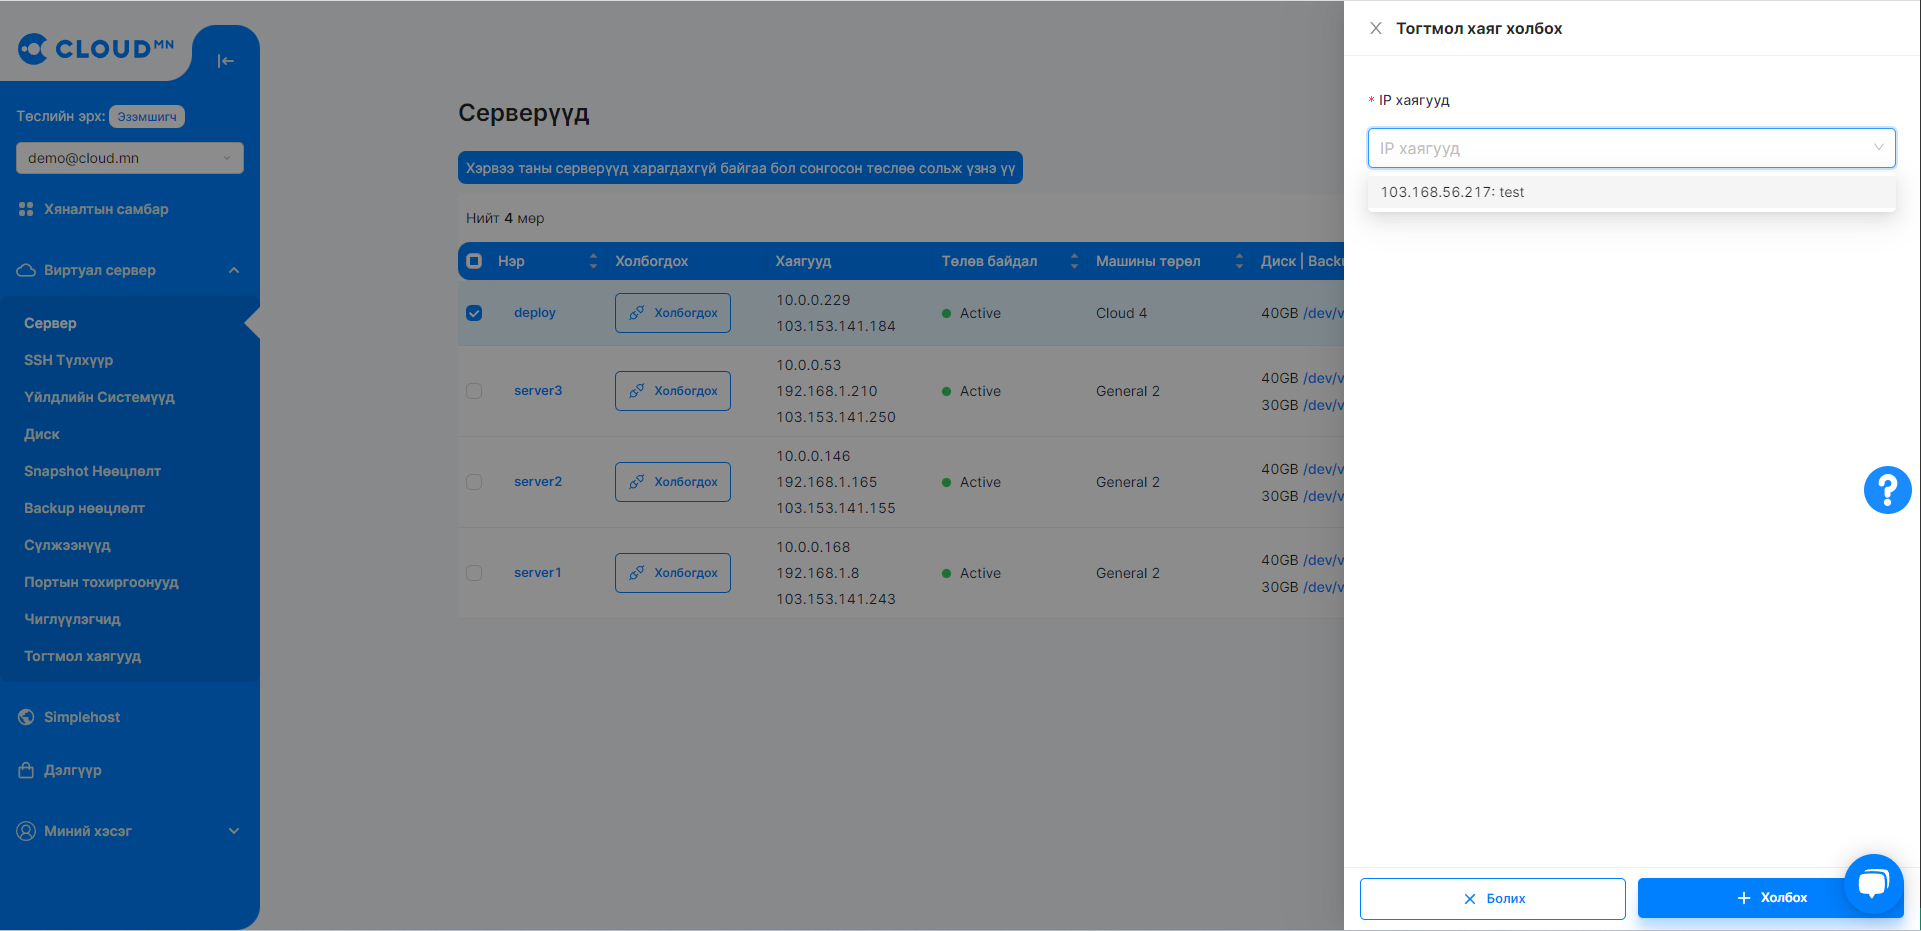 CLOUD MN
Төслийн эрх: Эзэмшигч
demo@cloud.mn
Хяналтын самбар
Виртуал сервер
Сервер
SSH Түлхүүр
Үйлдлийн Системүүд
Диск
Snapshot Нөөцлөлт
Backup нөөцлөлт
Сүлжээнүүд
Портын тохиргоонууд
Чиглүүлэгчид
Тогтмол хаягууд
Simplehost
Дэлгүүр
Миний хэсэг
Серверүүд
Хэрвээ таны серверүүд харагдахгүй байгаа бол сонгосон төслөө сольж үзнэ үү
Нийт 4 мөр
Нэр Холбогдох Хаягууд Төлөв байдал Машины төрөл Диск | Backu
deploy Холбогдох 10.0.0.229 Active Cloud 4 40GB /dev/v
103.153.141.184
server3 Холбогдох 10.0.0.53 Active General 2 40GB /dev/v
192.168.1.210 30GB /dev/v
103.153.141.250
server2 Холбогдох 10.0.0.146 Active General 2 40GB /dev/v
192.168.1.165 30GB /dev/v
103.153.141.155
server1 Холбогдох 10.0.0.168 Active General 2 40GB /dev/v
192.168.1.8 30GB /dev/v
103.153.141.243
Тогтмол хаяг холбох
* IP хаягууд
IP хаягууд
103.168.56.217: test
?
Болих
Холбох